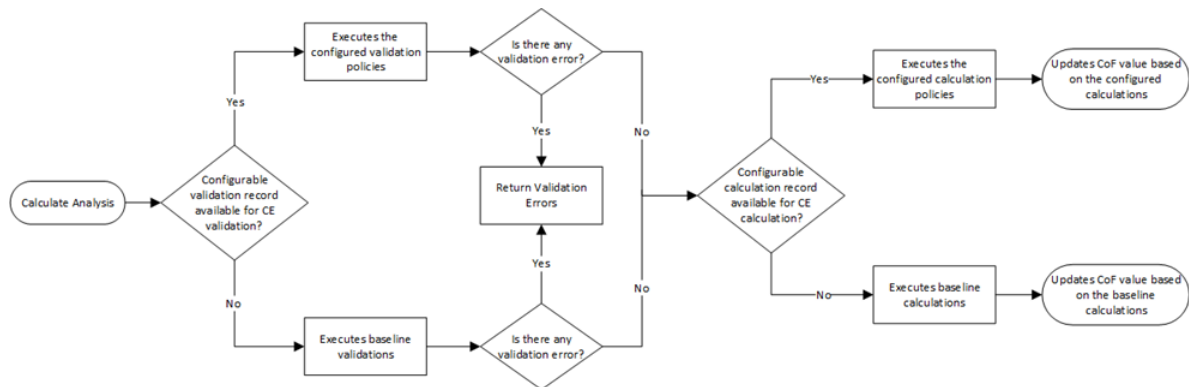 Executes the
configured validation
policies
Is there any
validation error?
Executes the
configured calculation
policies
Updates CoF value based
on the configured
calculations
Yes
Yes
Yes
No
Calculate Analysis
Configurable
validation record
available for CE
validation?
Return Validation
Errors
Configurable
calculation record
available for CE
calculation?
Yes
No
No
No
Executes baseline
validations
Is there any
validation error?
Executes baseline
calculations
Updates CoF value based
on the baseline
calculations